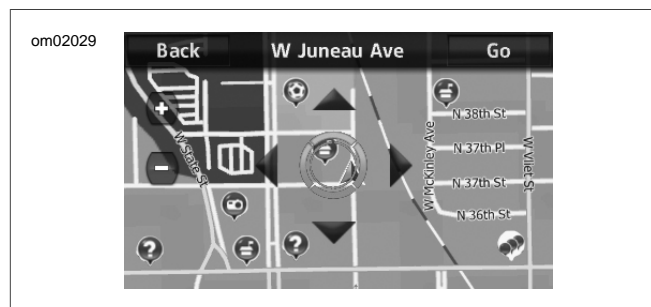 om02029
Back W Juneau Ave Go
N 38th St
W McKinley Ave
N 37th Pl
W Vliet St
W State St
N 37th St
N 36th St